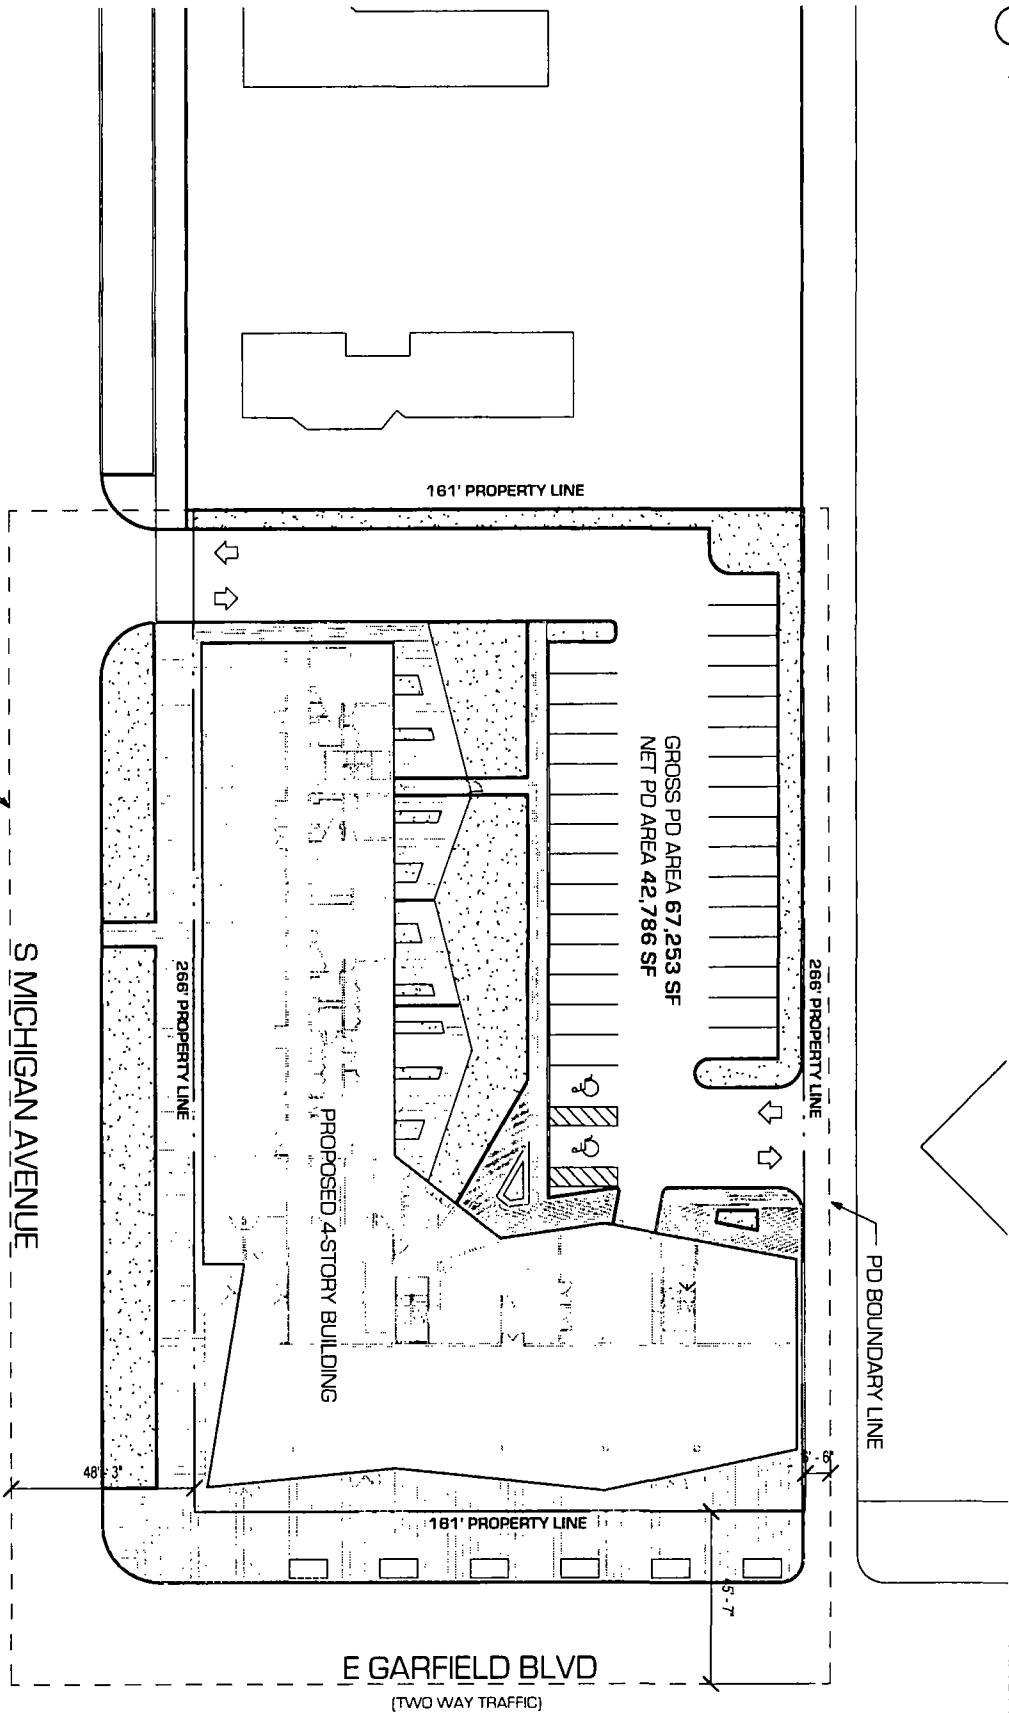 161' PROPERTY LINE
GROSS PD AREA 67,253 SF
NET PD AREA 42,786 SF
266' PROPERTY LINE
266' PROPERTY LINE
S MICHIGAN AVENUE
PROPOSED 4-STORY BUILDING
PD BOUNDARY LINE
48'-3"
161' PROPERTY LINE
E GARFIELD BLVD
(TWO WAY TRAFFIC)